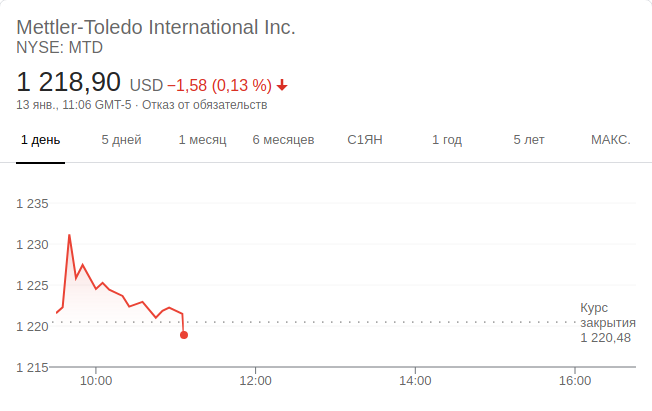 Mettler-Toledo International Inc.
NYSE: MTD
1 218,90 USD −1,58 (0,13 %)
13 янв., 11:06 GMT-5 · Отказ от обязательств
1 день 5 дней 1 месяц 6 месяцев С1ЯН 1 год 5 лет МАКС.
1 235
1 230
1 225
1 220
1 215
Курс
закрытия
1 220,48
10:00 12:00 14:00 16:00